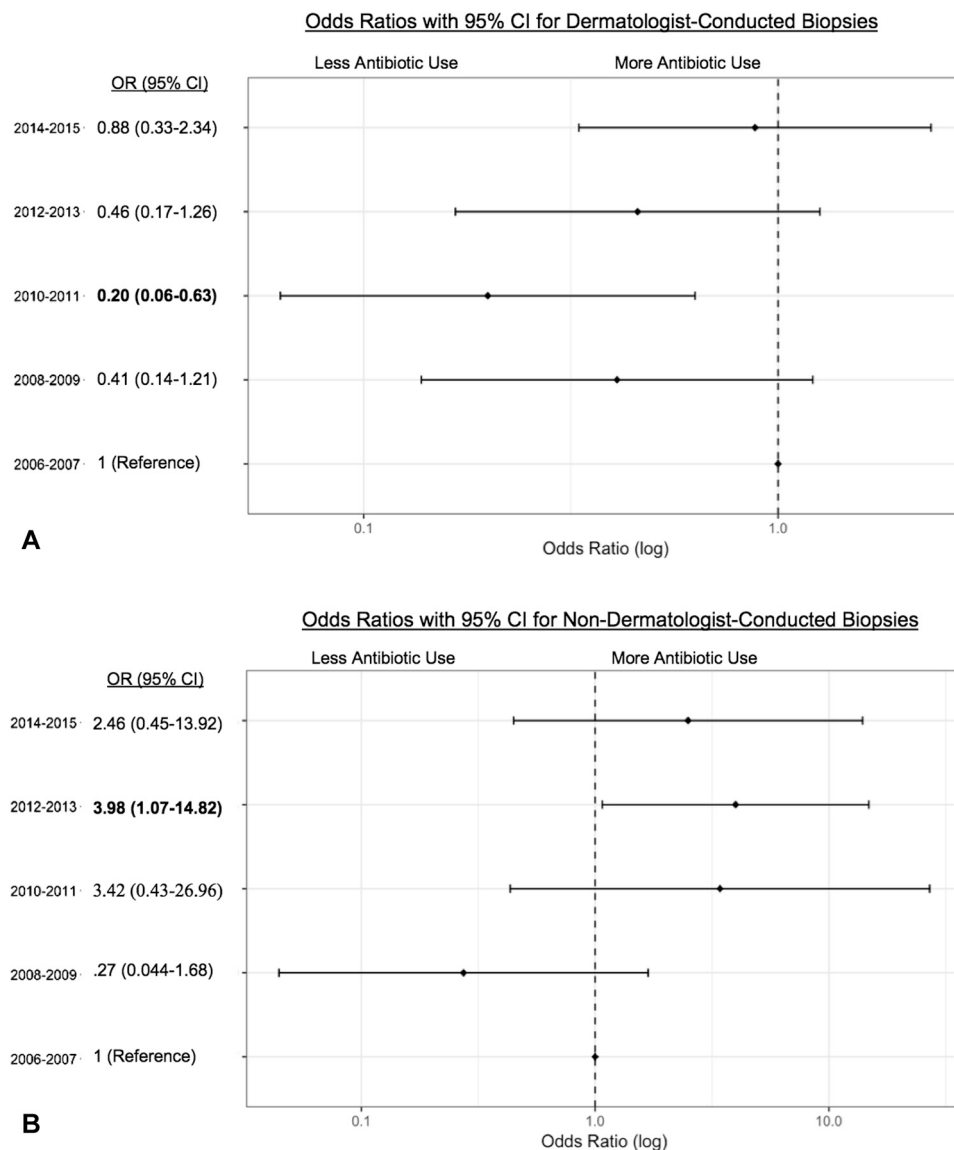 Odds Ratios with 95% CI for Dermatologist-Conducted Biopsies
Less Antibiotic Use More Antibiotic Use
OR (95% CI)
2014-2015 0.88 (0.33-2.34)
2012-2013 0.46 (0.17-1.26)
2010-2011 0.20 (0.06-0.63)
2008-2009 0.41 (0.14-1.21)
2006-2007 1 (Reference)
A
0.1 1.0
Odds Ratio (log)
Odds Ratios with 95% CI for Non-Dermatologist-Conducted Biopsies
Less Antibiotic Use More Antibiotic Use
OR (95% CI)
2014-2015 2.46 (0.45-13.92)
2012-2013 3.98 (1.07-14.82)
2010-2011 3.42 (0.43-26.96)
2008-2009 .27 (0.044-1.68)
2006-2007 1 (Reference)
B
0.1 1.0 10.0
Odds Ratio (log)